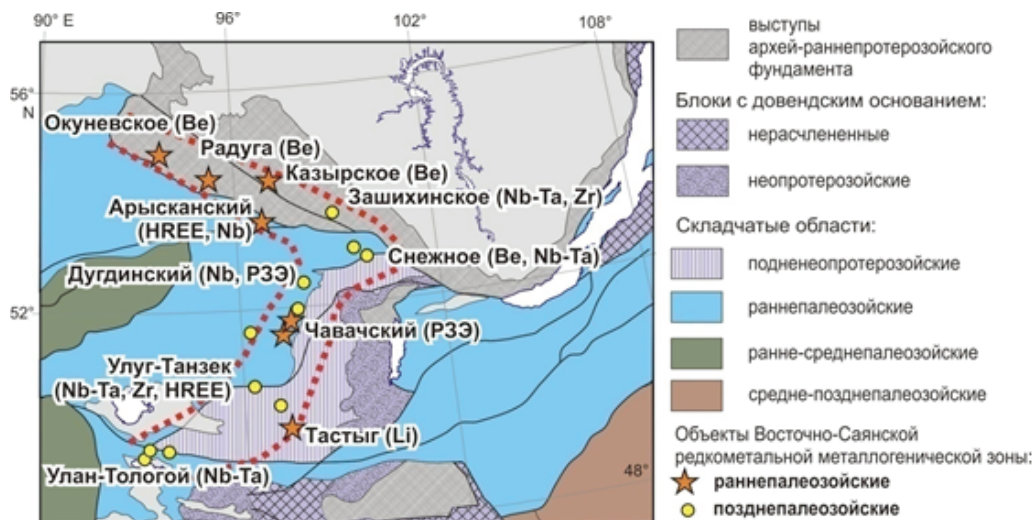 90° E
96°
102°
108°
56°
N
52°
48°
Окуневское (Be)
Радуга (Be)
Казырское (Be)
Зашихинское (Nb-Ta, Zr)
Арысканский
(HREE, Nb)
Снежное (Be, Nb-Ta)
Дугдинский (Nb, РЗЭ)
Чавачский (РЗЭ)
Улуг-Танзек
(Nb-Ta, Zr, HREE)
Тастыг (Li)
Улан-Тологой (Nb-Ta)
выступы
архей-раннепротерозойского
фундамента
Блоки с довендским основанием:
нерасчлененные
неопротерозойские
Складчатые области:
подненеопротерозойские
раннепалеозойские
ранне-среднепалеозойские
средне-позднепалеозойские
Объекты Восточно-Саянской
редкометальной металлогенической зоны:
раннепалеозойские
позднепалеозойские